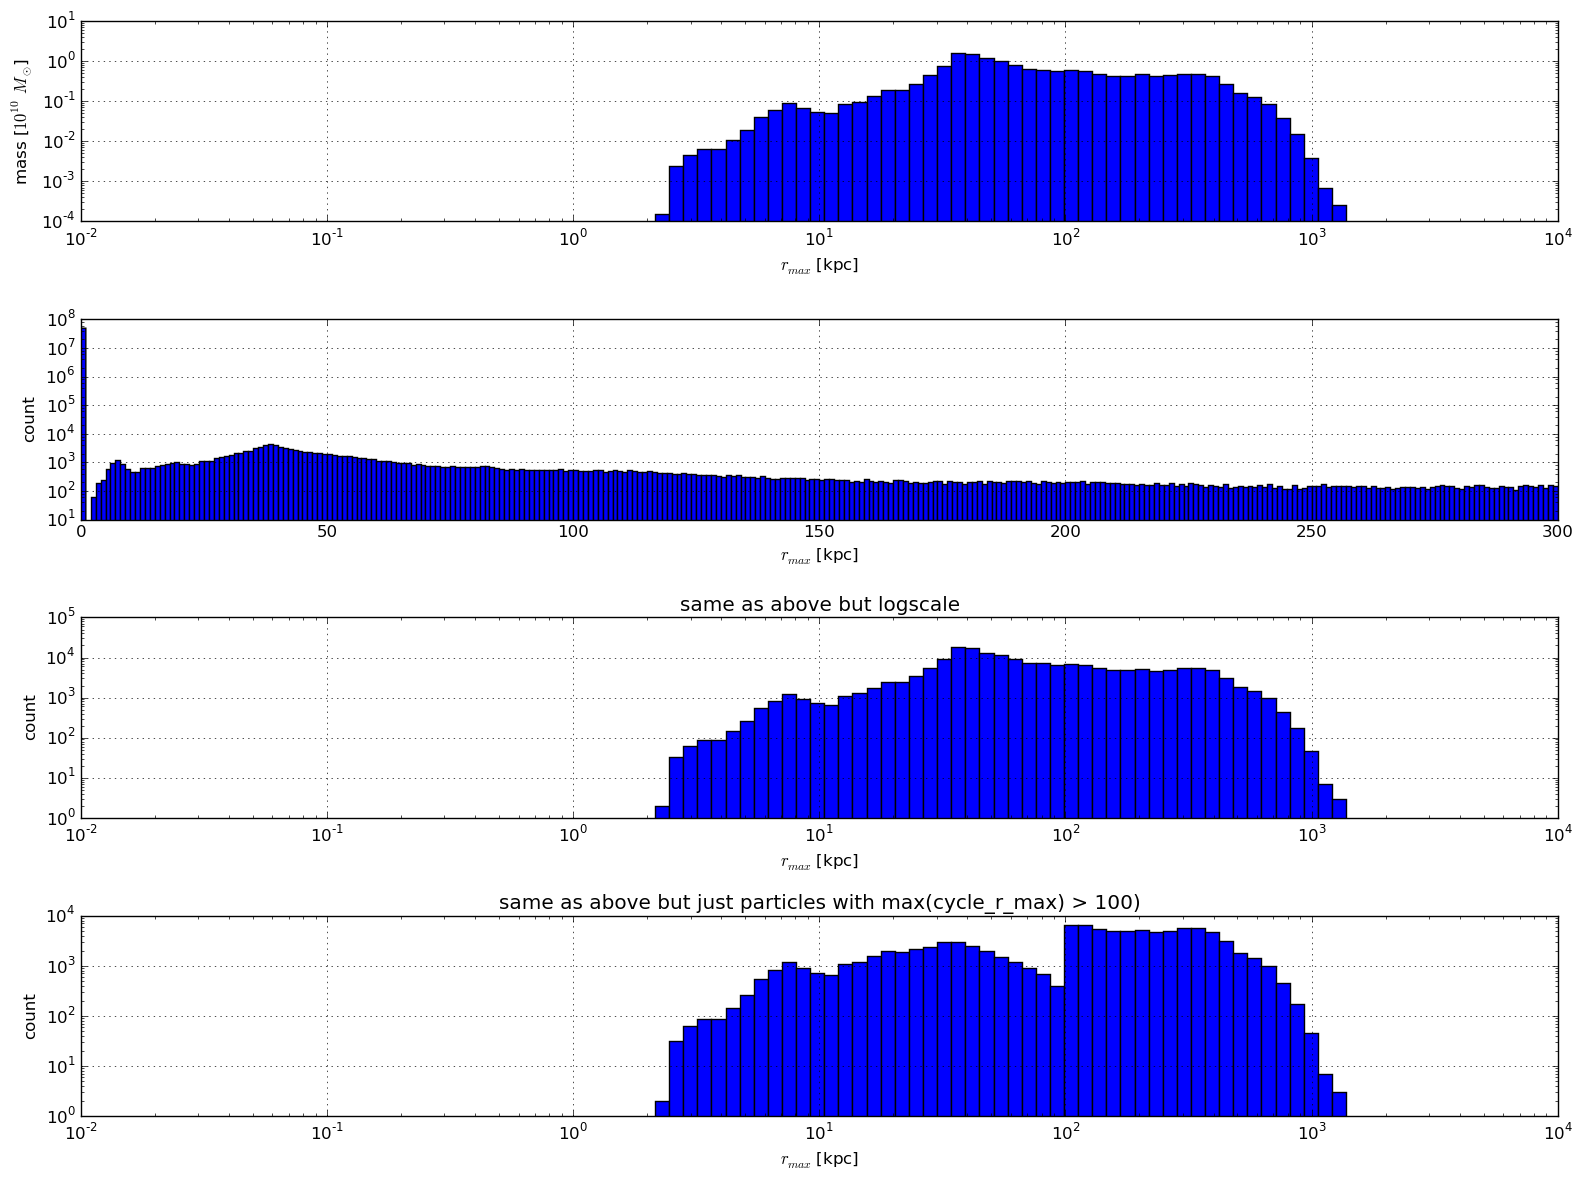 10^1
10^0
10^-1
10^-2
10^-3
10^-4
mass [10^10 M_⊙]
10^-2 10^-1 10^0 10^1 10^2 10^3 10^4
r_max [kpc]
10^8
10^7
10^6
10^5
10^4
10^3
10^2
10^1
count
0 50 100 150 200 250 300
r_max [kpc]
same as above but logscale
10^5
10^4
10^3
10^2
10^1
10^0
count
10^-2 10^-1 10^0 10^1 10^2 10^3 10^4
r_max [kpc]
same as above but just particles with max(cycle_r_max) > 100)
10^4
10^3
10^2
10^1
10^0
count
10^-2 10^-1 10^0 10^1 10^2 10^3 10^4
r_max [kpc]